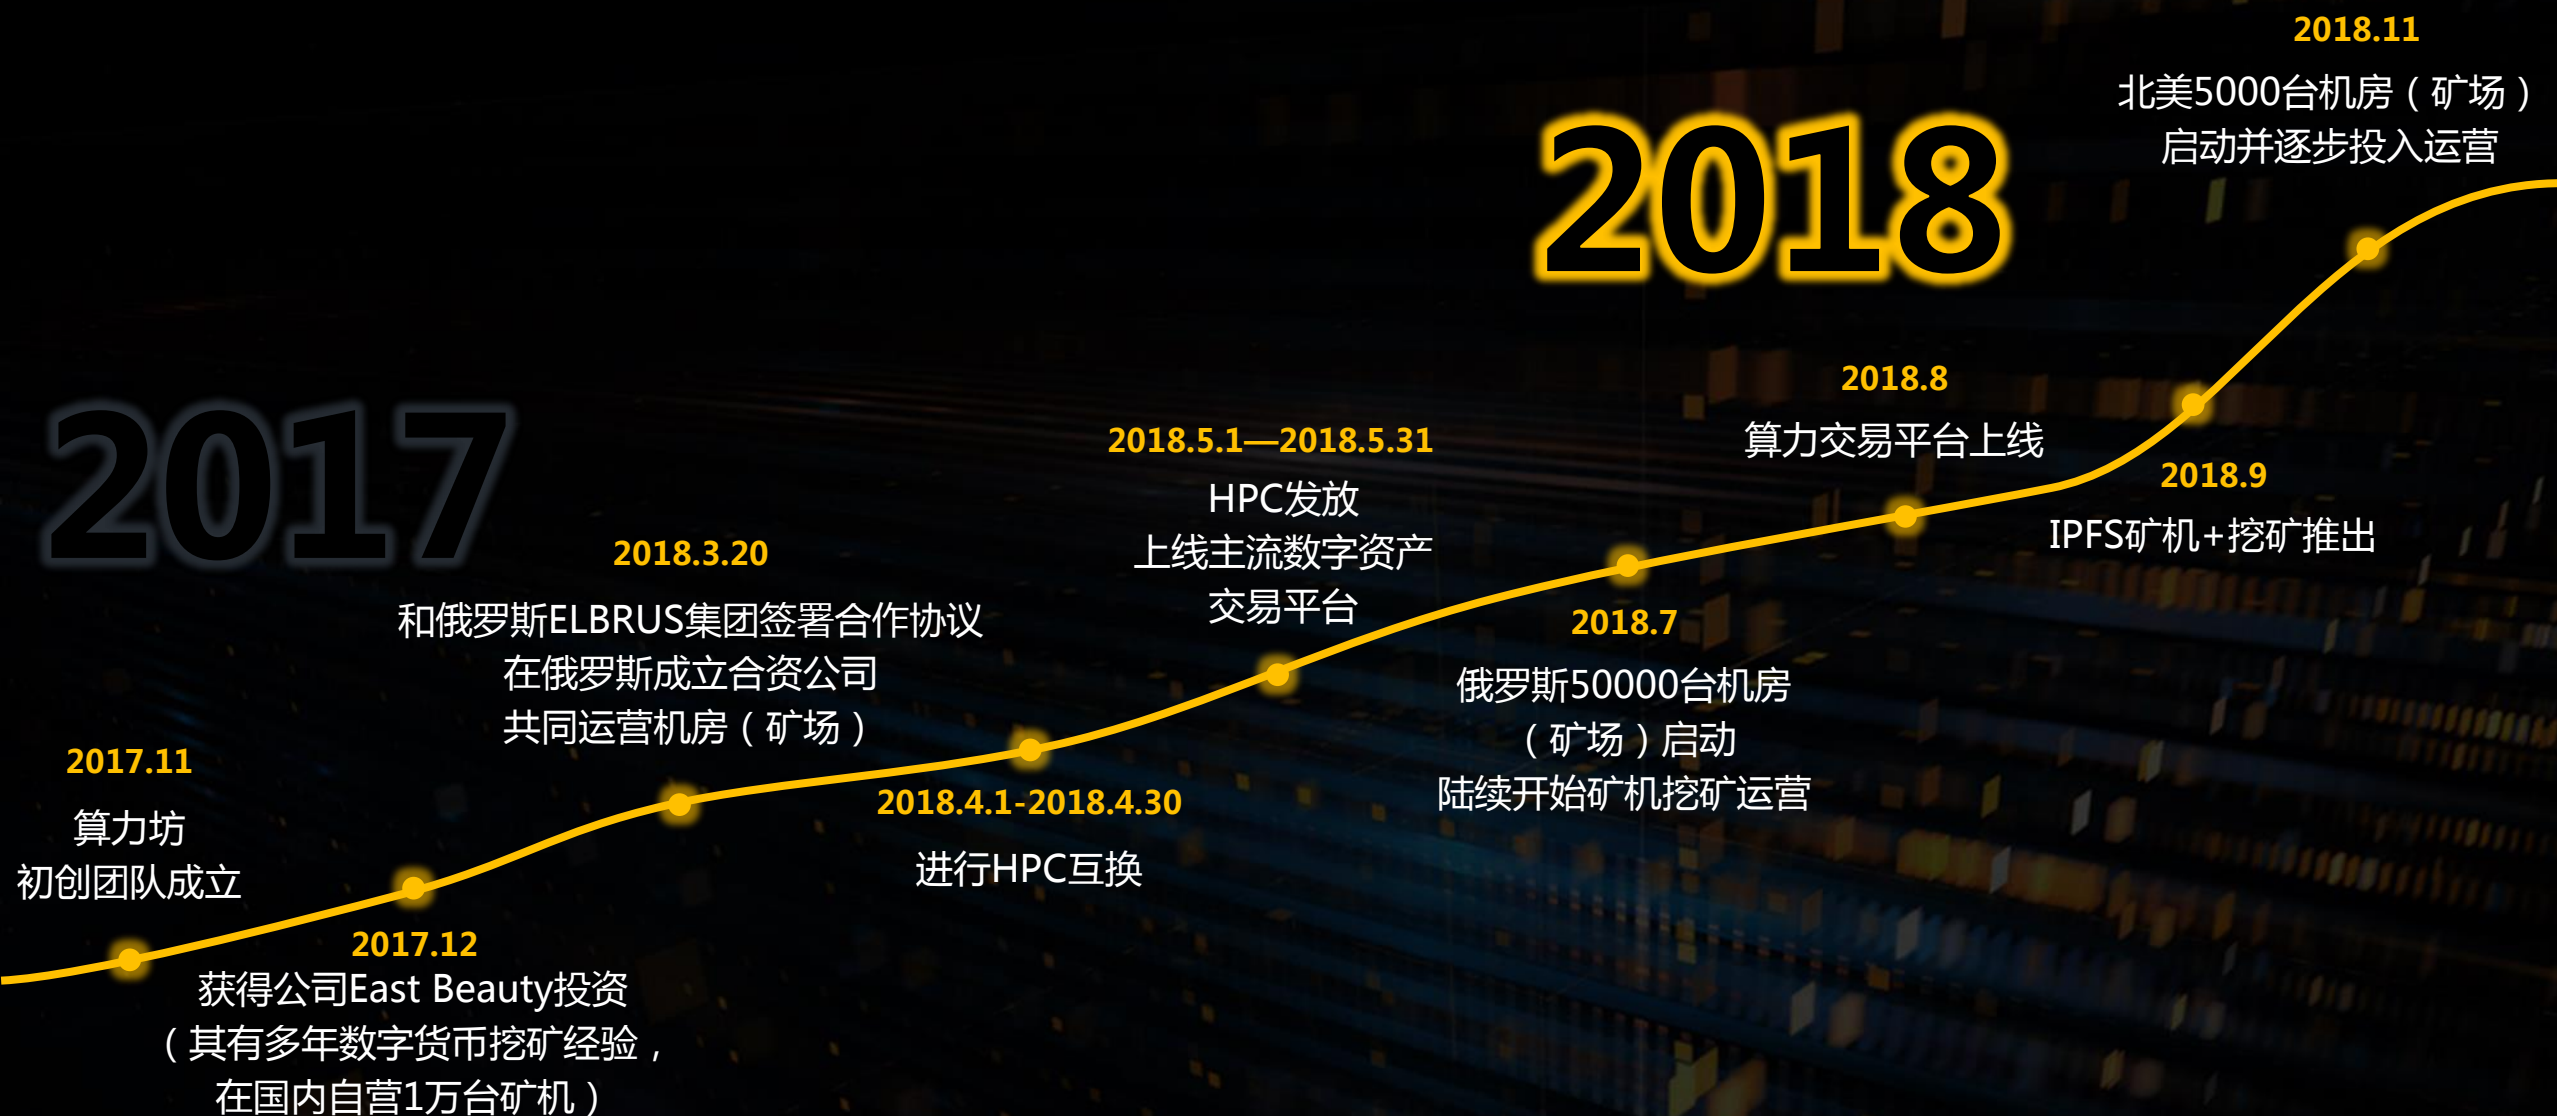 2017
2017.11
算力坊
初创团队成立
2017.12
获得公司East Beauty投资
（其有多年数字货币挖矿经验，
在国内自营1万台矿机）
2018.3.20
和俄罗斯ELBRUS集团签署合作协议
在俄罗斯成立合资公司
共同运营机房（矿场）
2018.4.1-2018.4.30
进行HPC互换
2018.5.1—2018.5.31
HPC发放
上线主流数字资产
交易平台
2018
2018.7
俄罗斯50000台机房
（矿场）启动
陆续开始矿机挖矿运营
2018.8
算力交易平台上线
2018.9
IPFS矿机+挖矿推出
2018.11
北美5000台机房（矿场）
启动并逐步投入运营